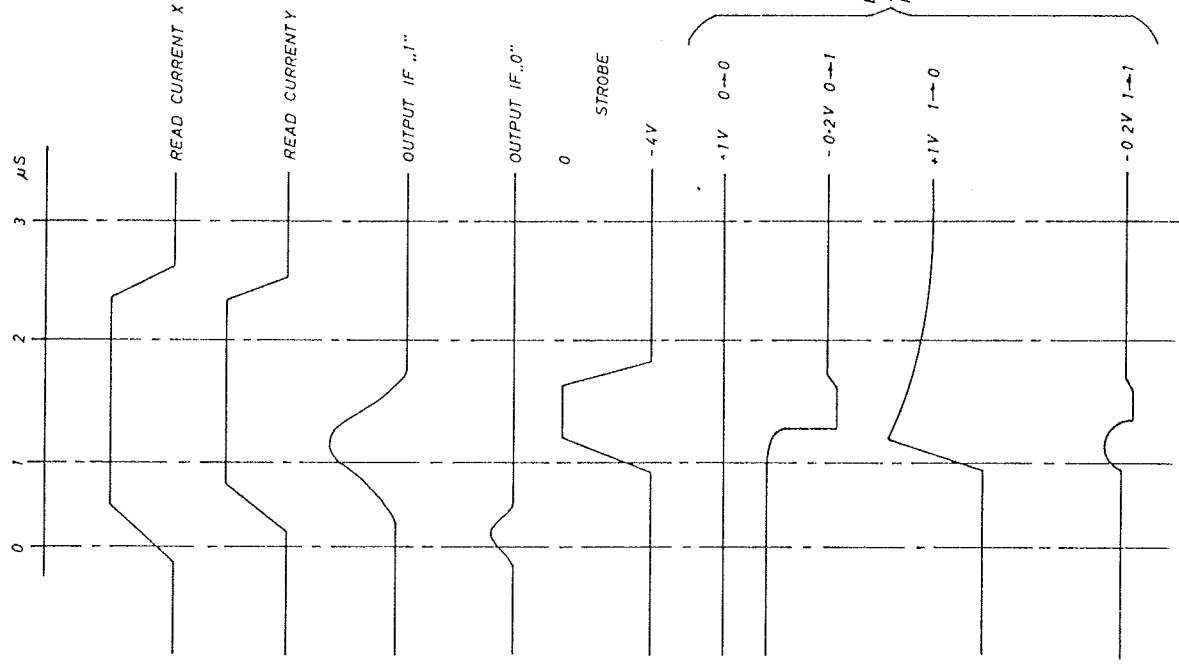 µS
0 1 2 3
READ CURRENT X
READ CURRENT Y
OUTPUT IF „1"
OUTPUT IF „0"
0
STROBE
-4V
+1V 0→0
-0·2V 0→1
+1V 1→0
-0 2V 1→1